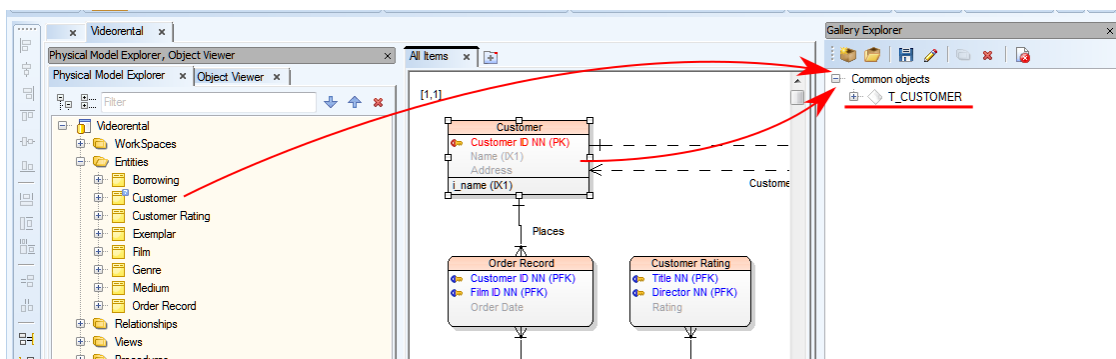 Videorental
Physical Model Explorer, Object Viewer
Physical Model Explorer
Object Viewer
Filter
Videorental
WorkSpaces
Entities
Borrowing
Customer
Customer Rating
Exemplar
Film
Genre
Medium
Order Record
Relationships
Views
Procedures
All Items
[1,1]
Customer
Customer ID NN (PK)
Name (IX1)
Address
i_name (IX1)
Custome
Places
Order Record
Customer ID NN (PFK)
Film ID NN (PFK)
Order Date
Customer Rating
Title NN (PFK)
Director NN (PFK)
Rating
Gallery Explorer
Common objects
T_CUSTOMER